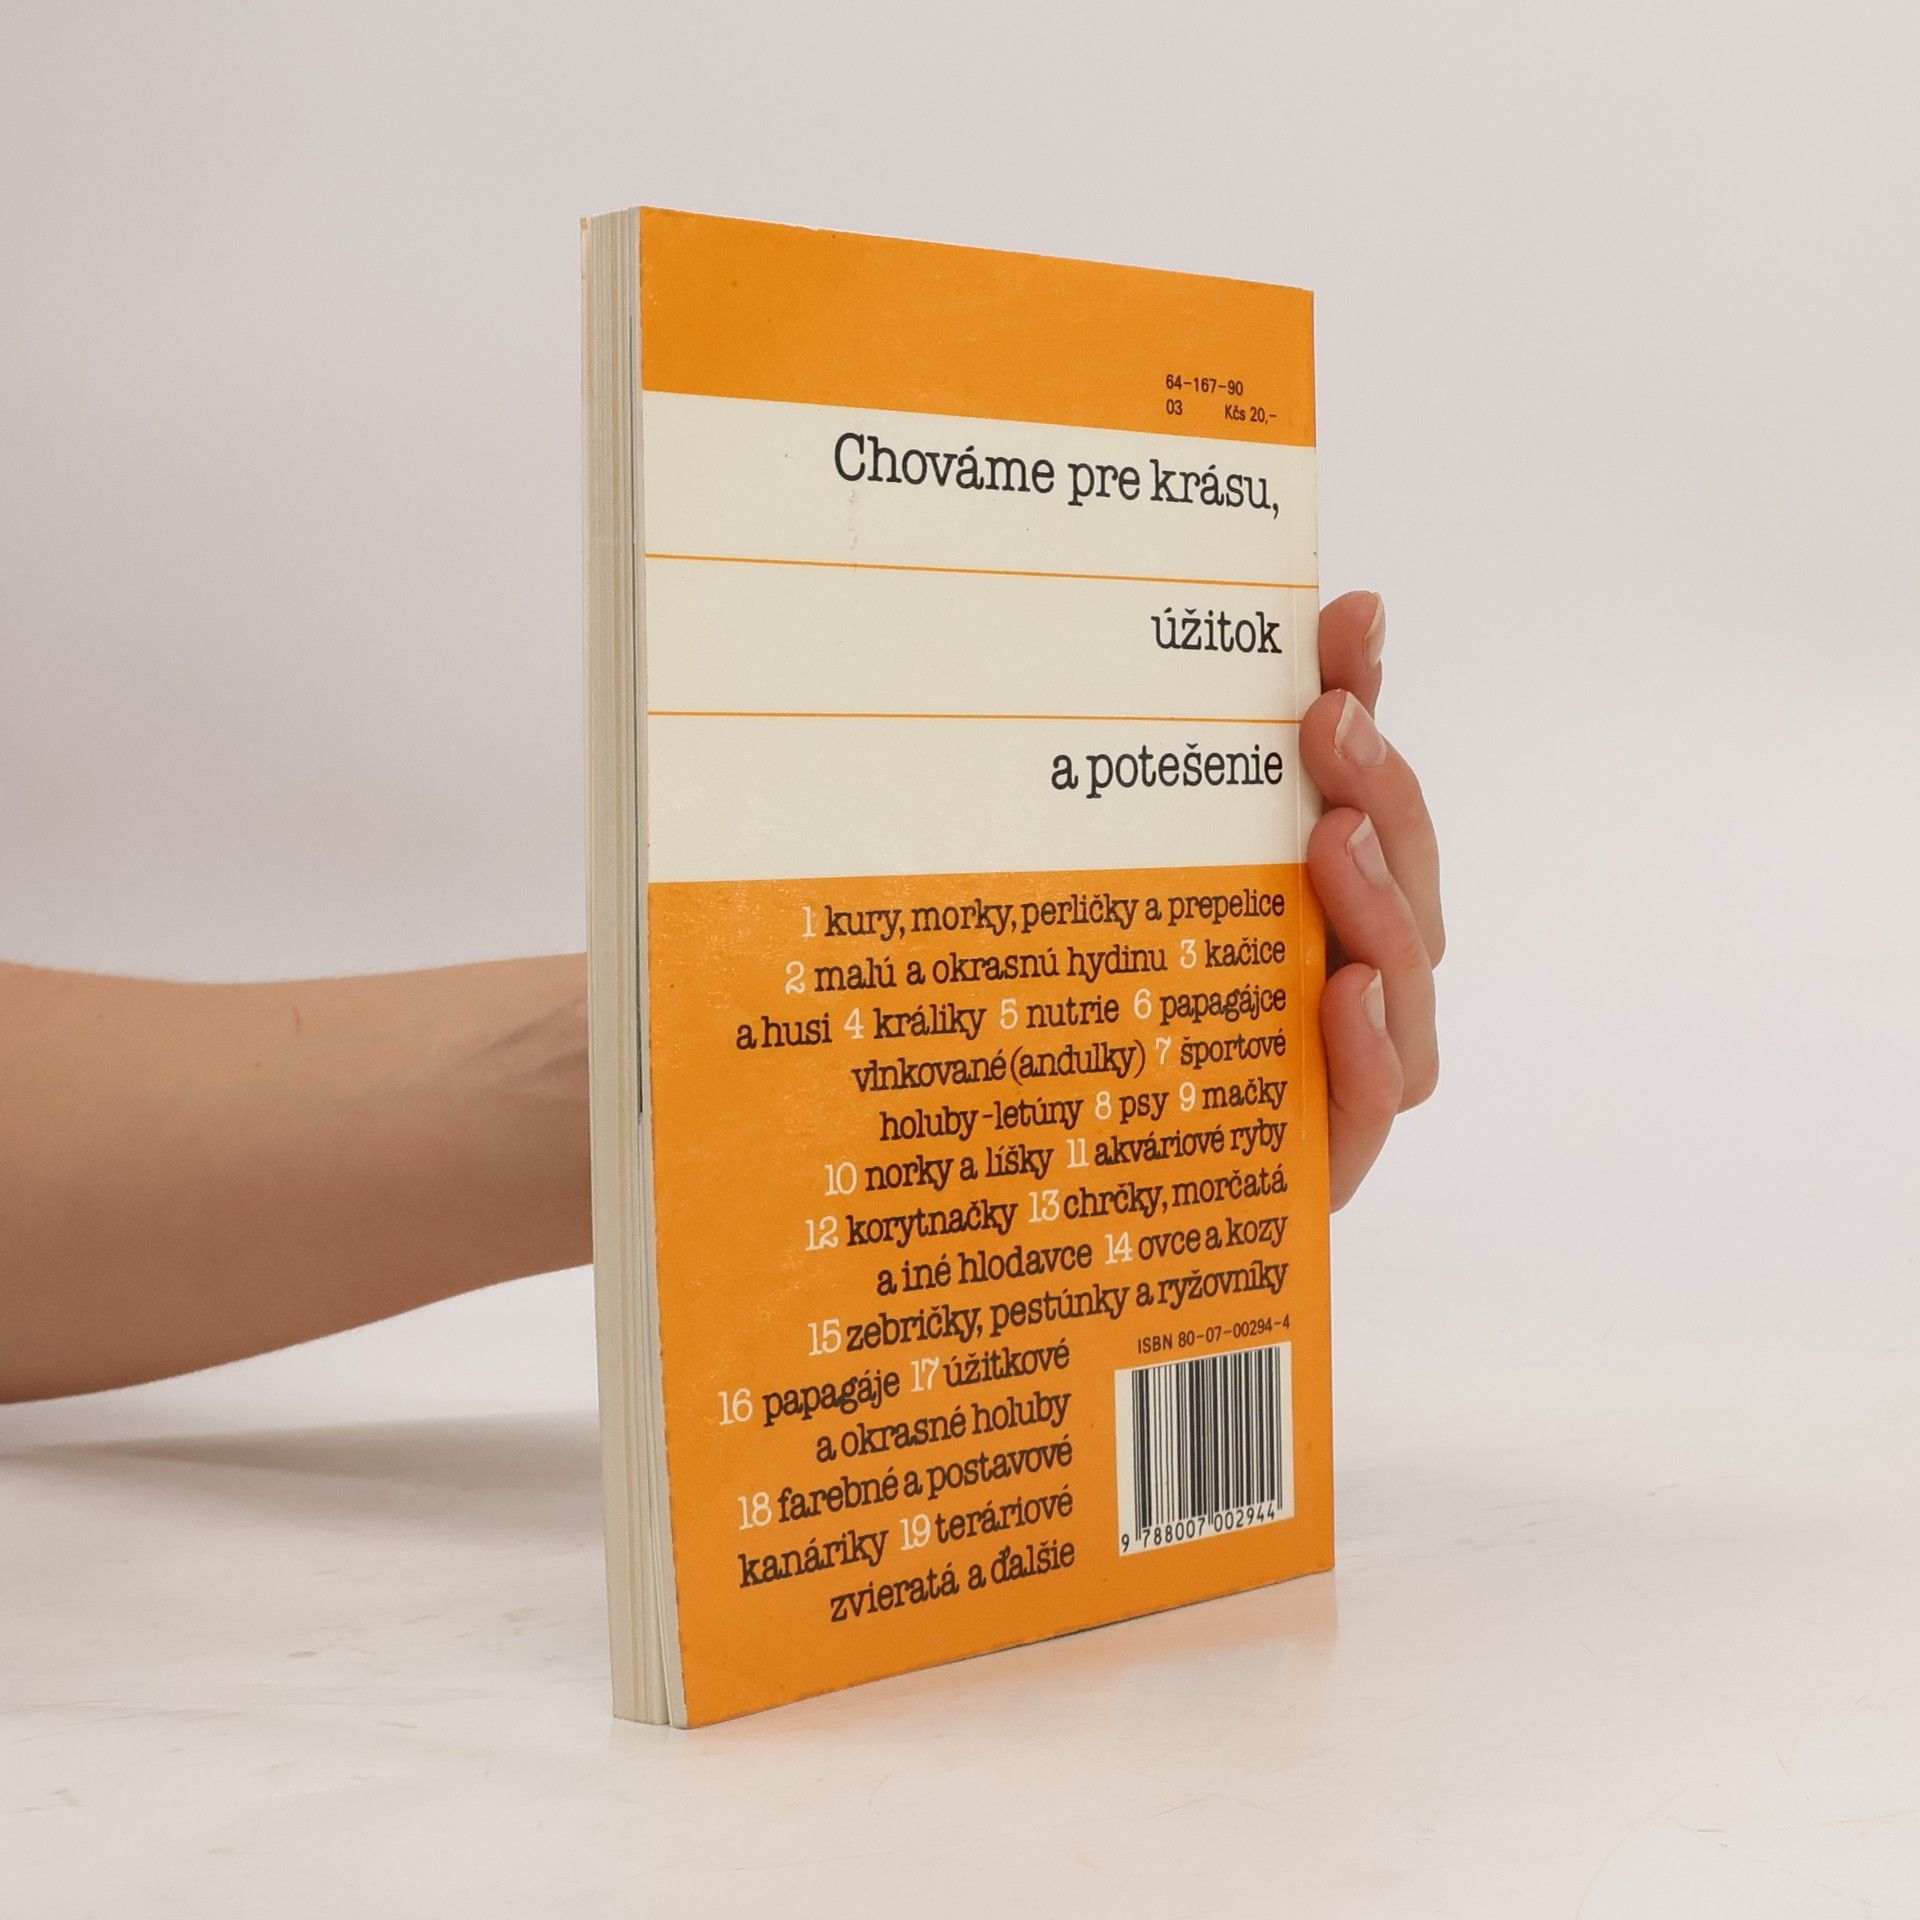 64-167-90
03 Kčs 20,-
Chováme pre krásu,
úžitok
a potešenie
1 kury, morky, perličky a prepelice
2 malú a okrasnú hydinu 3 kačice
a husi 4 králiky 5 nutrie 6 papagájce
vlnkované (andulky) 7 športové
holuby-letúny 8 psy 9 mačky
10 norky a líšky 11 akváriové ryby
12 korytnačky 13 chrčky, morčatá
a iné hlodavce 14 ovce a kozy
15 zebričky, pestúnky a ryžovníky
16 papagáje 17 úžitkové
a okrasné holuby
18 farebné a postavové
kanáriky 19 teráriové
zvieratá a ďalšie
ISBN 80-07-00294-4
9 788007 002944